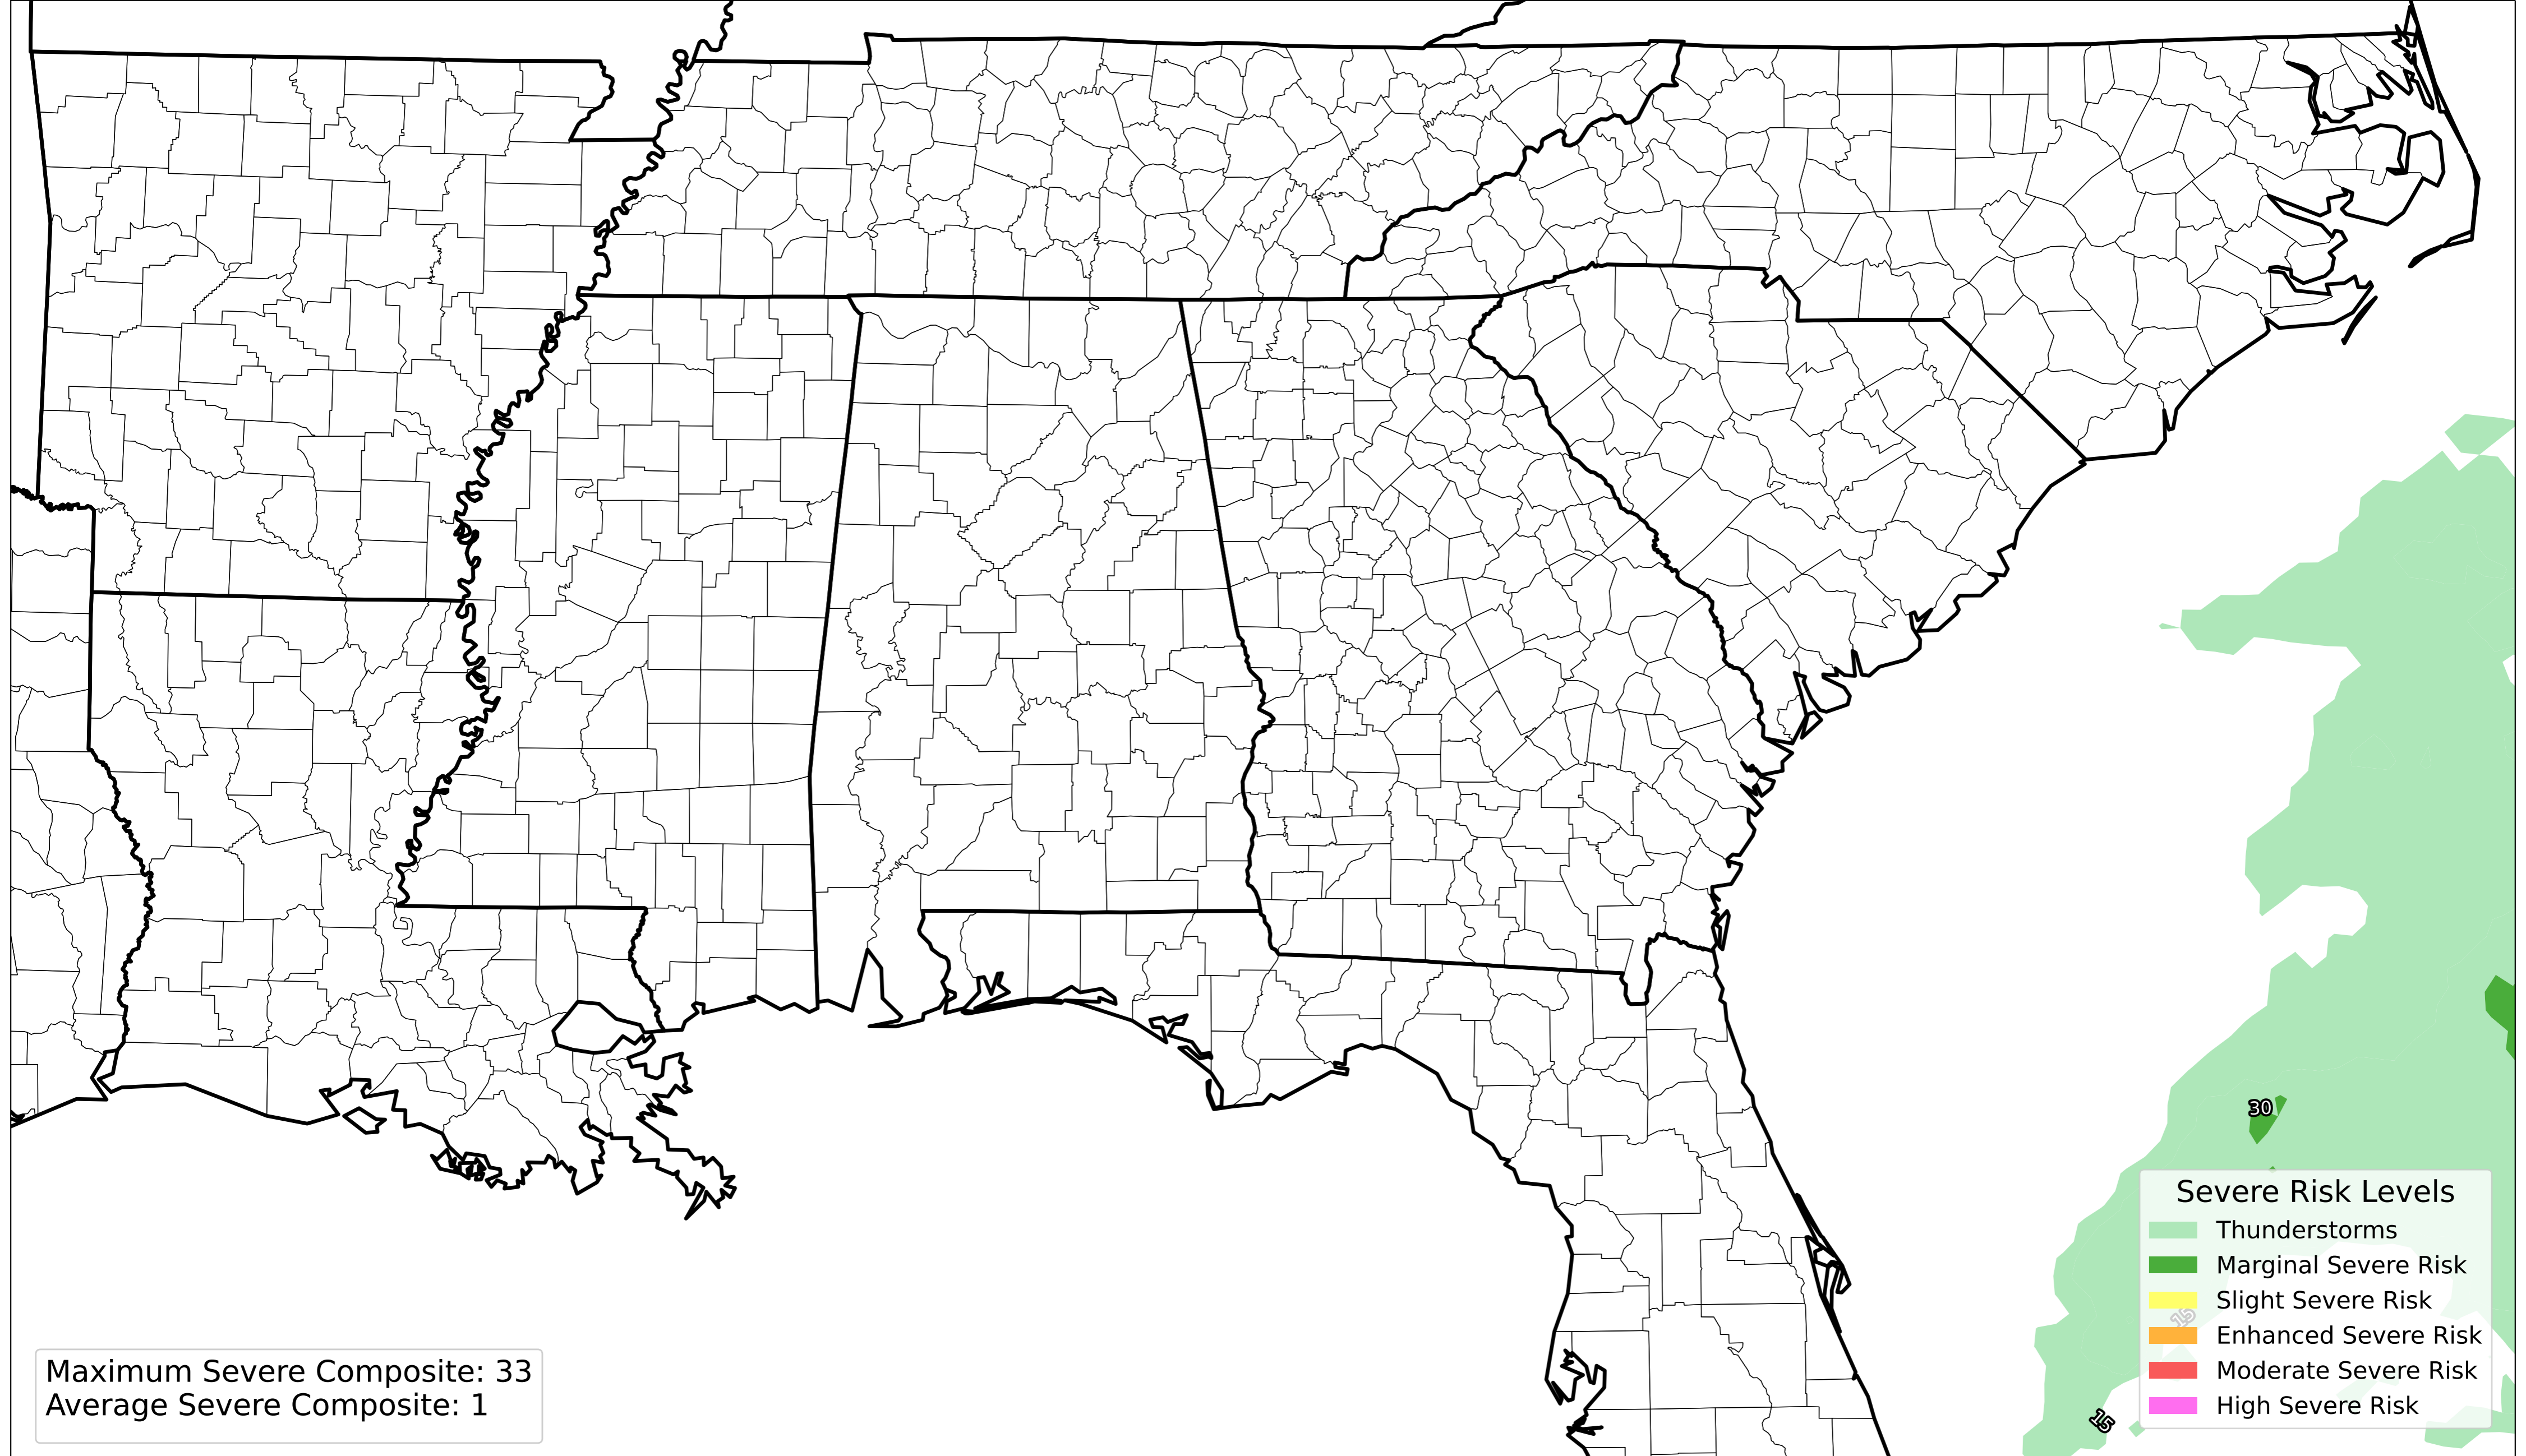 30
Severe Risk Levels
Thunderstorms
Marginal Severe Risk
Slight Severe Risk
15
Enhanced Severe Risk
Moderate Severe Risk
High Severe Risk
15
Maximum Severe Composite: 33
Average Severe Composite: 1